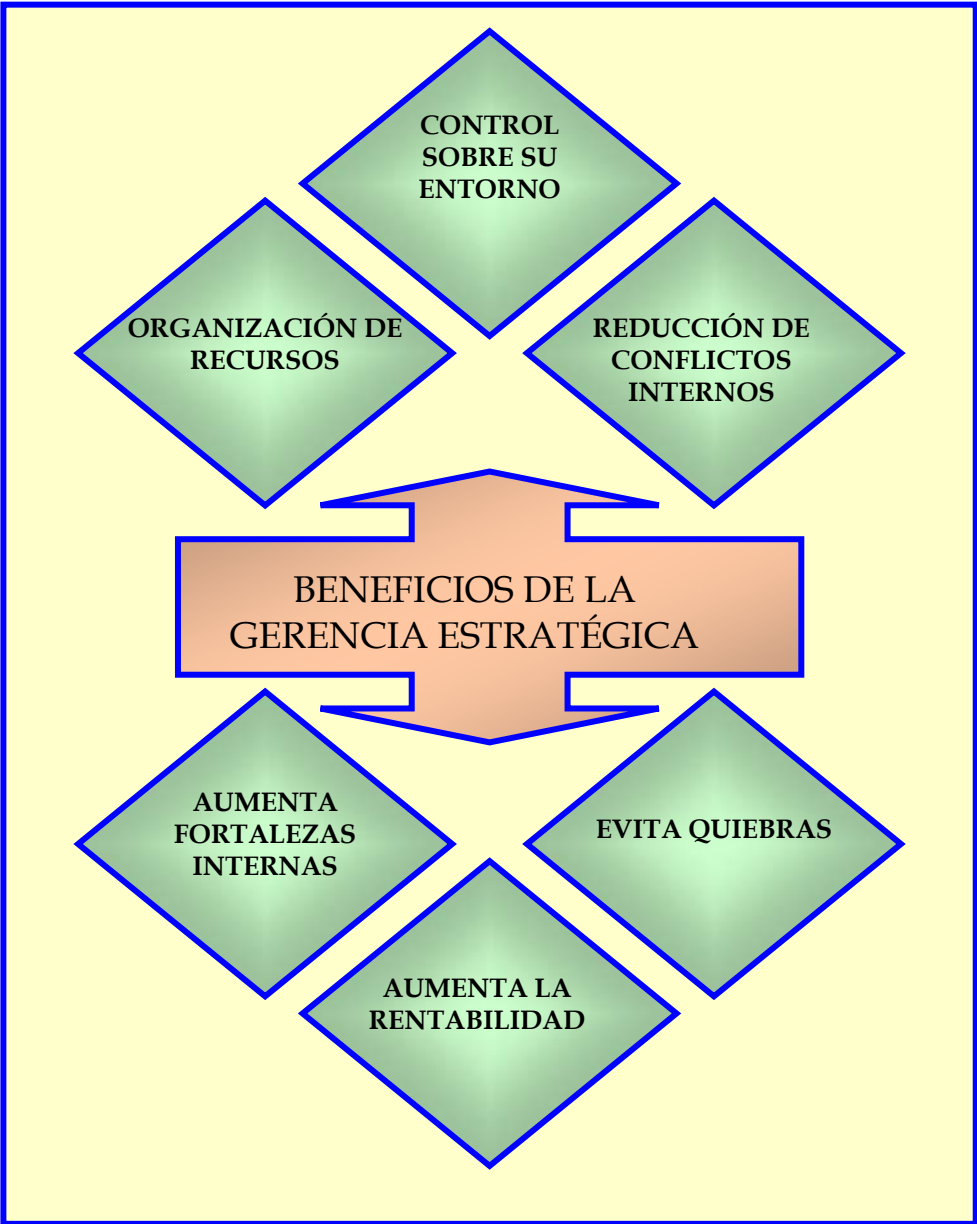 CONTROL
SOBRE SU
ENTORNO
ORGANIZACIÓN DE
RECURSOS
REDUCCIÓN DE
CONFLICTOS
INTERNOS
BENEFICIOS DE LA
GERENCIA ESTRATÉGICA
AUMENTA
FORTALEZAS
INTERNAS
EVITA QUIEBRAS
AUMENTA LA
RENTABILIDAD